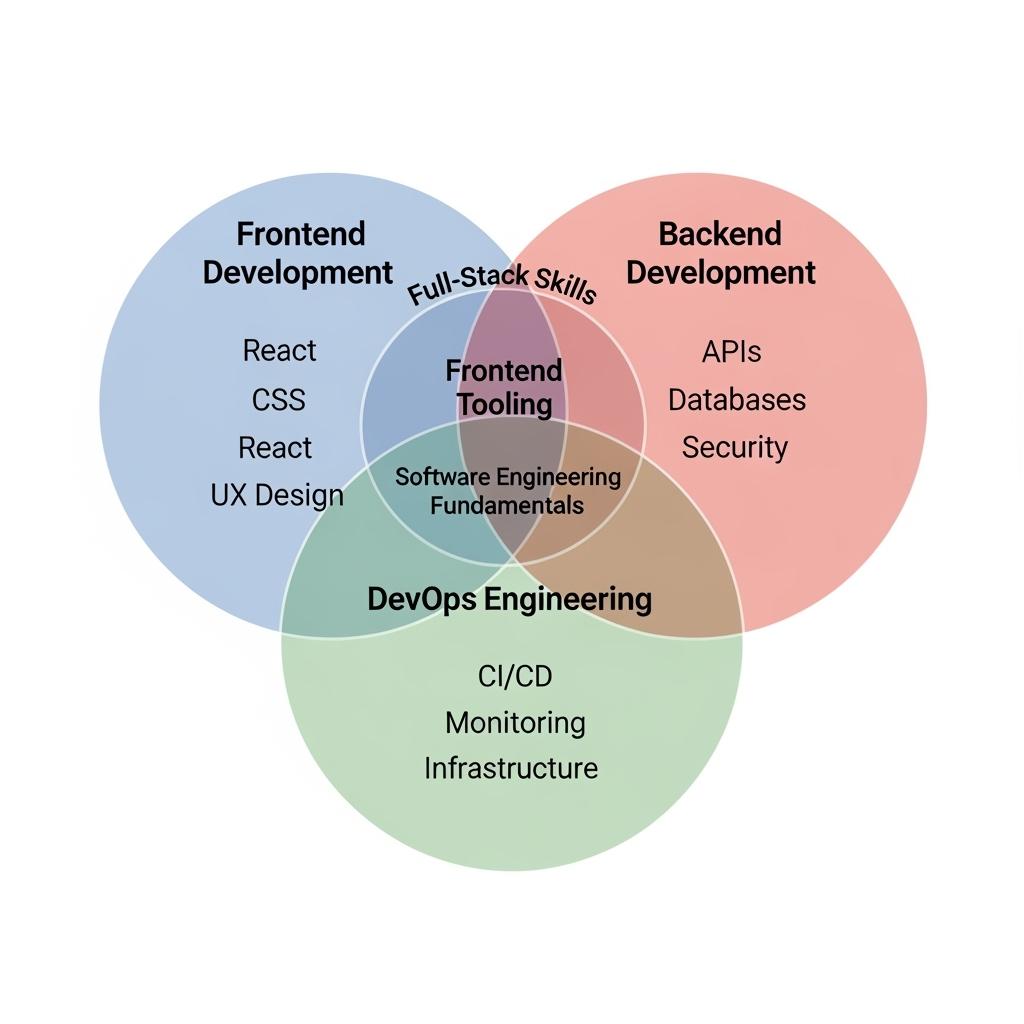 Frontend
Development
React
CSS
React
UX Design
Full-Stack Skills
Frontend
Tooling
Software Engineering
Fundamentals
Backend
Development
APIs
Databases
Security
DevOps Engineering
CI/CD
Monitoring
Infrastructure